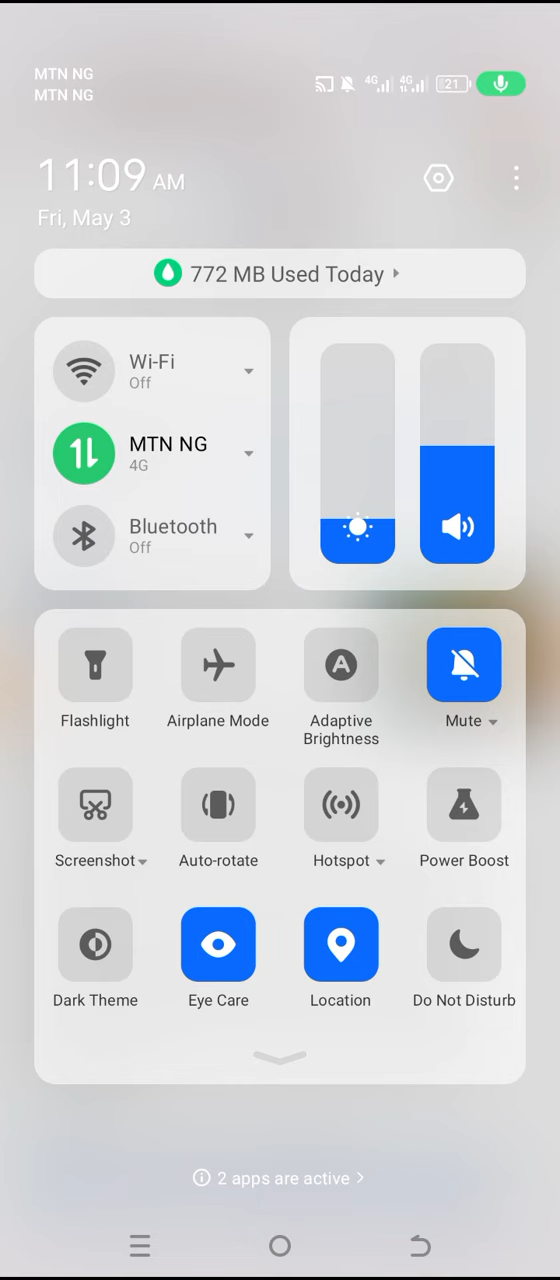 MTN NG
MTN NG
4G 4G 21
11:09 AM
Fri, May 3
772 MB Used Today
Wi-Fi
Off
MTN NG
4G
Bluetooth
Off
Flashlight
Airplane Mode
Adaptive
Brightness
Mute
Screenshot
Auto-rotate
Hotspot
Power Boost
Dark Theme
Eye Care
Location
Do Not Disturb
2 apps are active